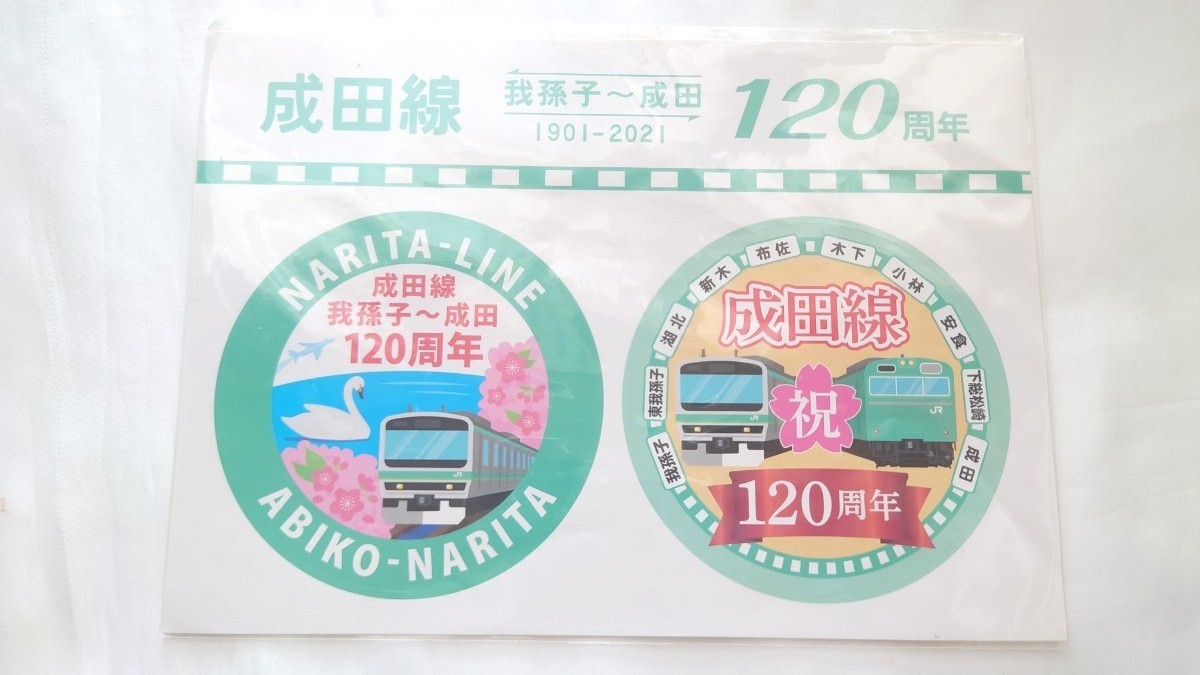 成田線
我孫子～成田
1901-2021
120周年
NARITA-LINE
成田線
我孫子～成田
120周年
JR
ABIKO-NARITA
我孫子
東我孫子
湖北
新木
布佐
木下
小林
安食
下総松崎
成田
成田線
祝
JR
JR
120周年